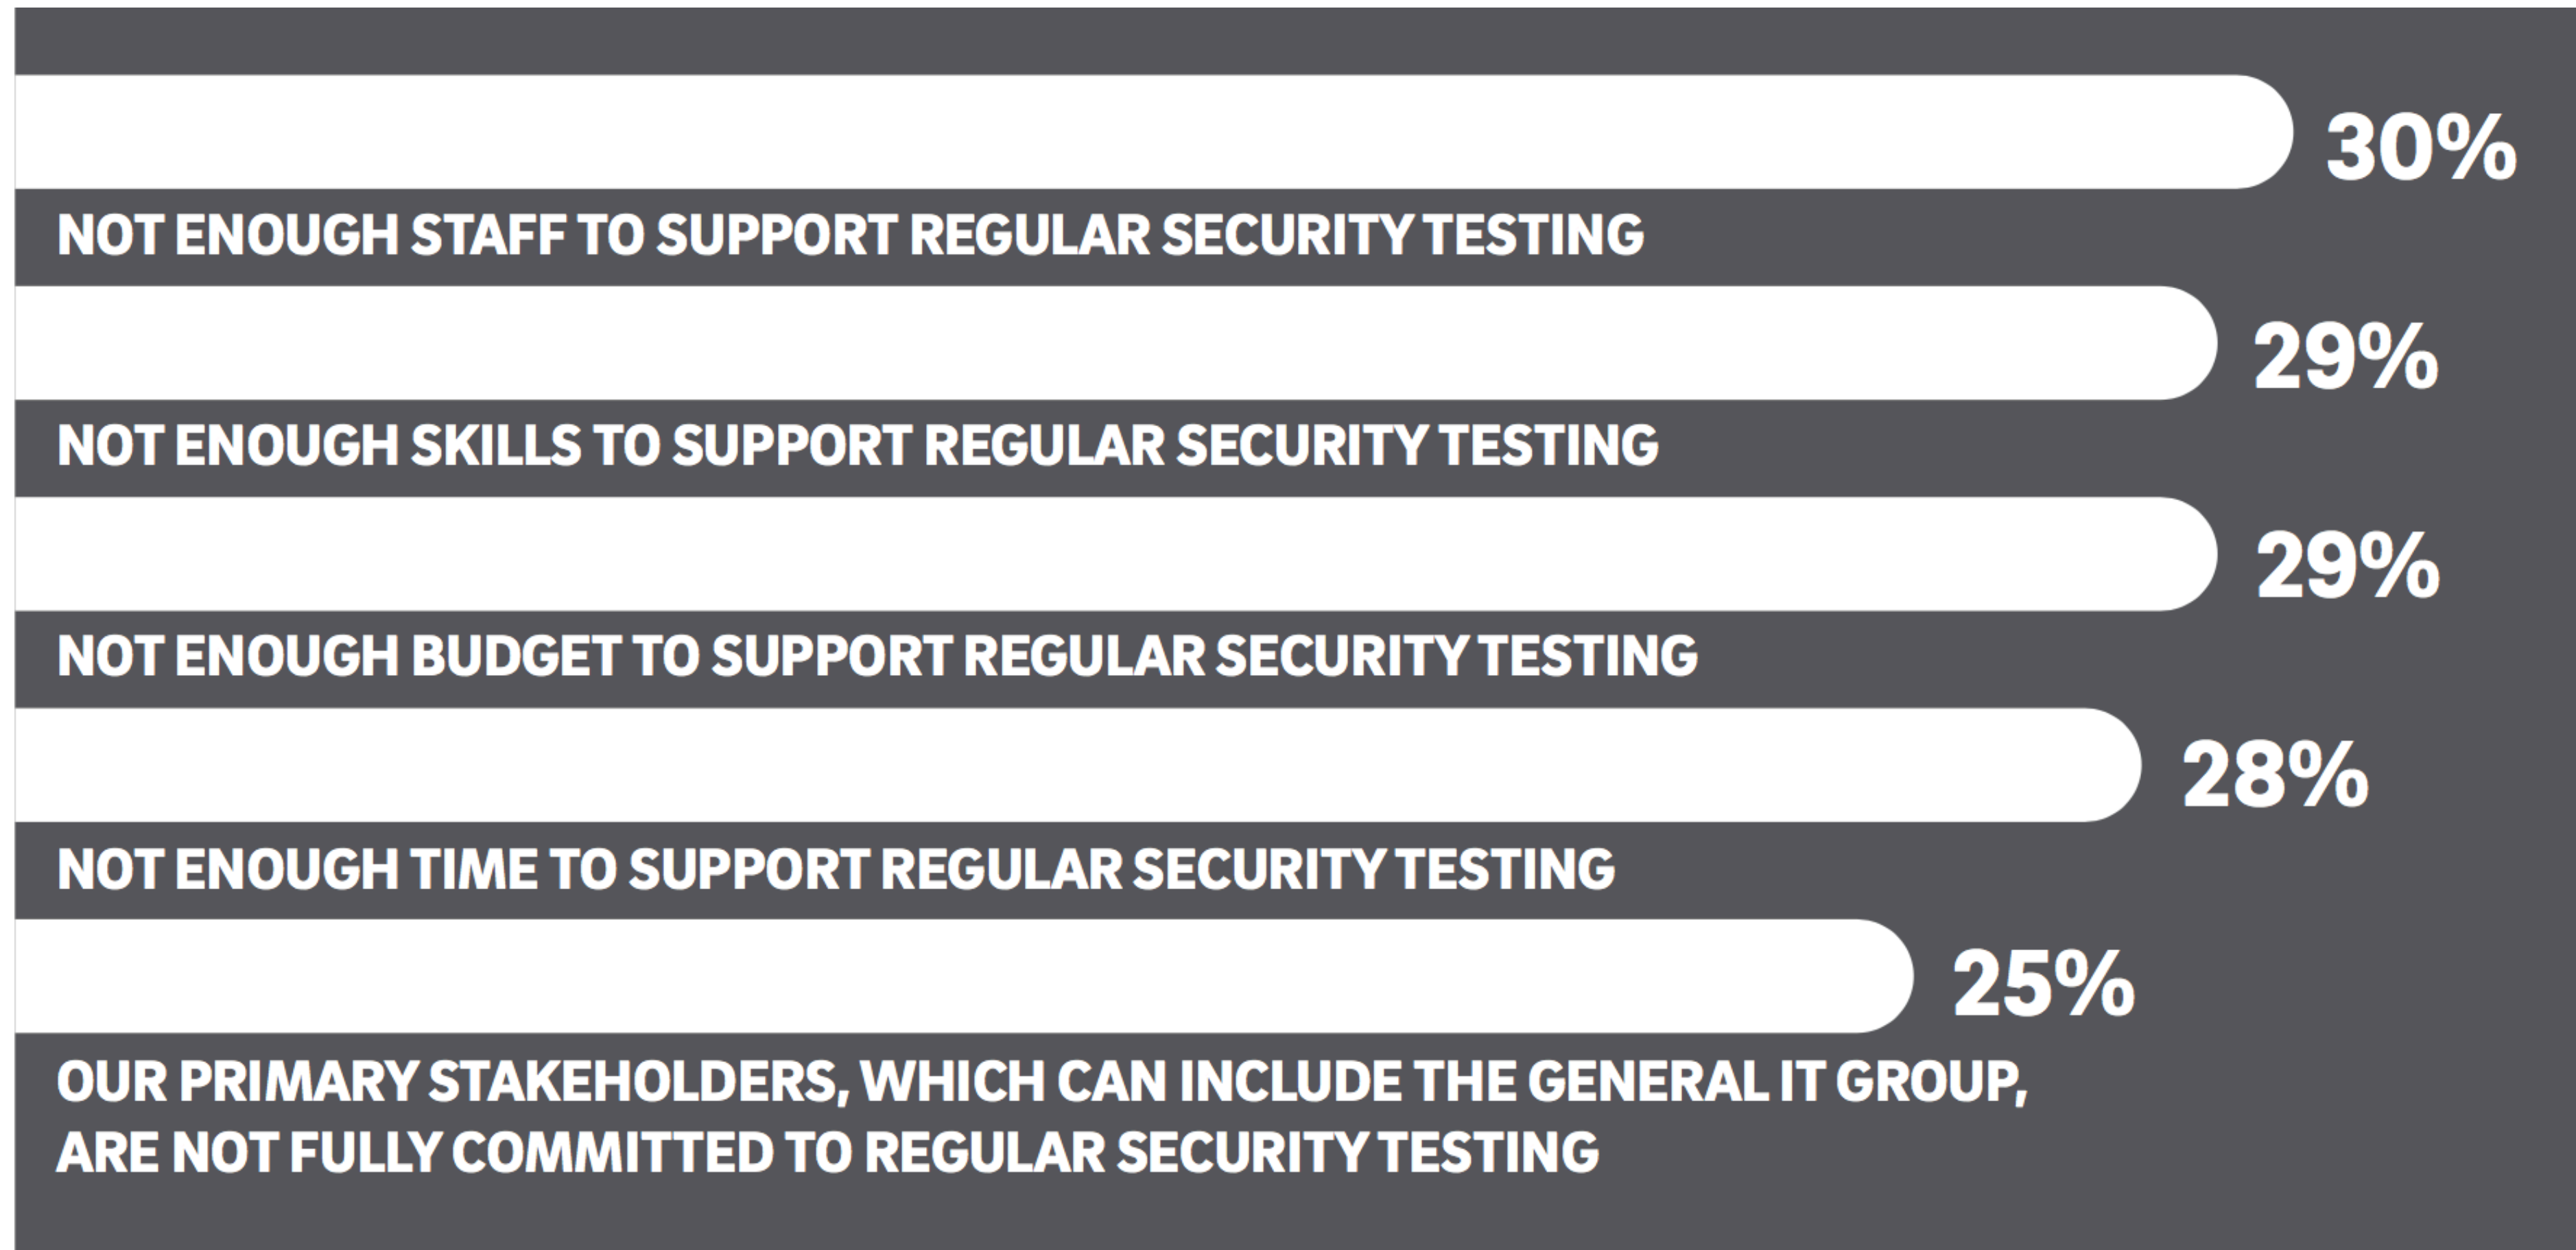 30%
NOT ENOUGH STAFF TO SUPPORT REGULAR SECURITY TESTING
29%
NOT ENOUGH SKILLS TO SUPPORT REGULAR SECURITY TESTING
29%
NOT ENOUGH BUDGET TO SUPPORT REGULAR SECURITY TESTING
28%
NOT ENOUGH TIME TO SUPPORT REGULAR SECURITY TESTING
25%
OUR PRIMARY STAKEHOLDERS, WHICH CAN INCLUDE THE GENERAL IT GROUP,
ARE NOT FULLY COMMITTED TO REGULAR SECURITY TESTING